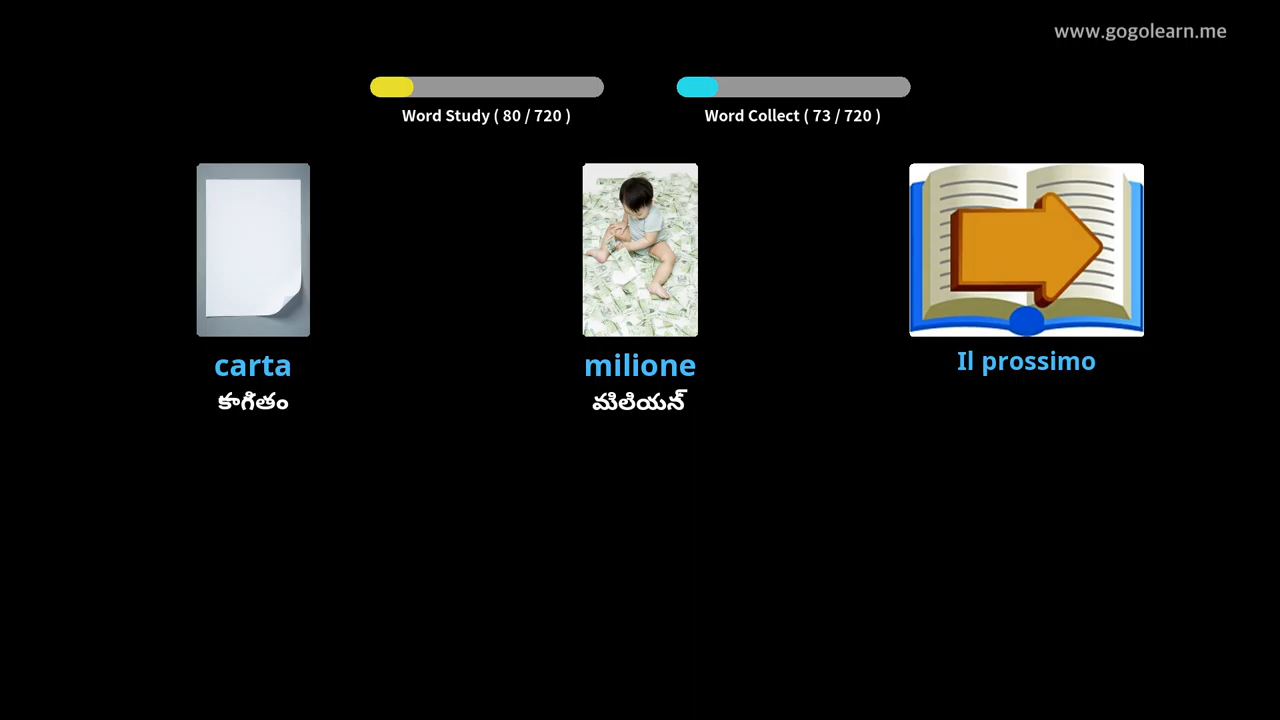 www.gogolearn.me
Word Study ( 80 / 720 )
Word Collect ( 73 / 720 )
carta
కాగితం
milione
మిలియన్
Il prossimo